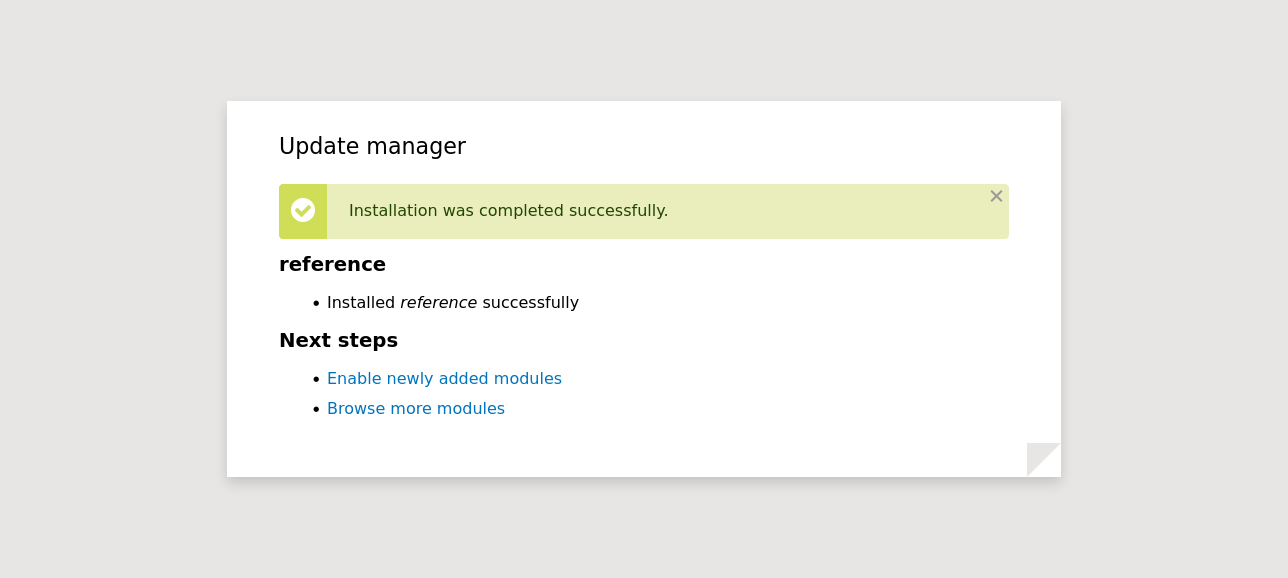 Update manager
Installation was completed successfully.
reference
Installed reference successfully
Next steps
Enable newly added modules
Browse more modules